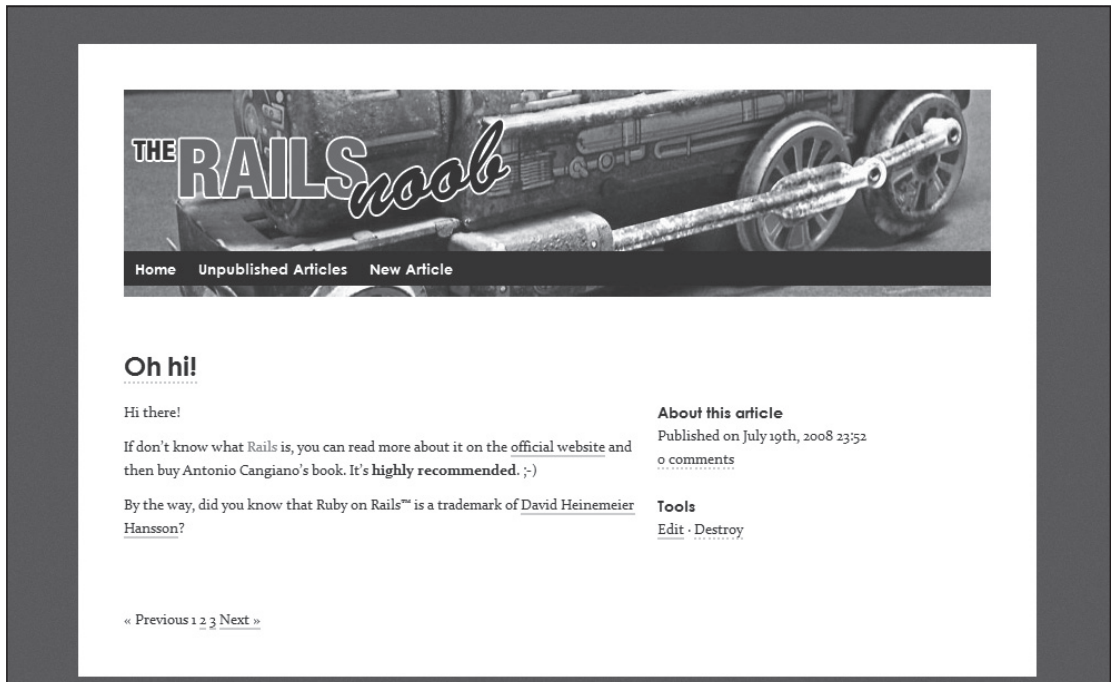 THE RAILS noob
Home Unpublished Articles New Article
Oh hi!
Hi there!
If don't know what Rails is, you can read more about it on the official website and
then buy Antonio Cangiano's book. It's highly recommended. ;-)
By the way, did you know that Ruby on Rails™ is a trademark of David Heinemeier
Hansson?
About this article
Published on July 19th, 2008 23:52
0 comments
Tools
Edit · Destroy
« Previous 1 2 3 Next »